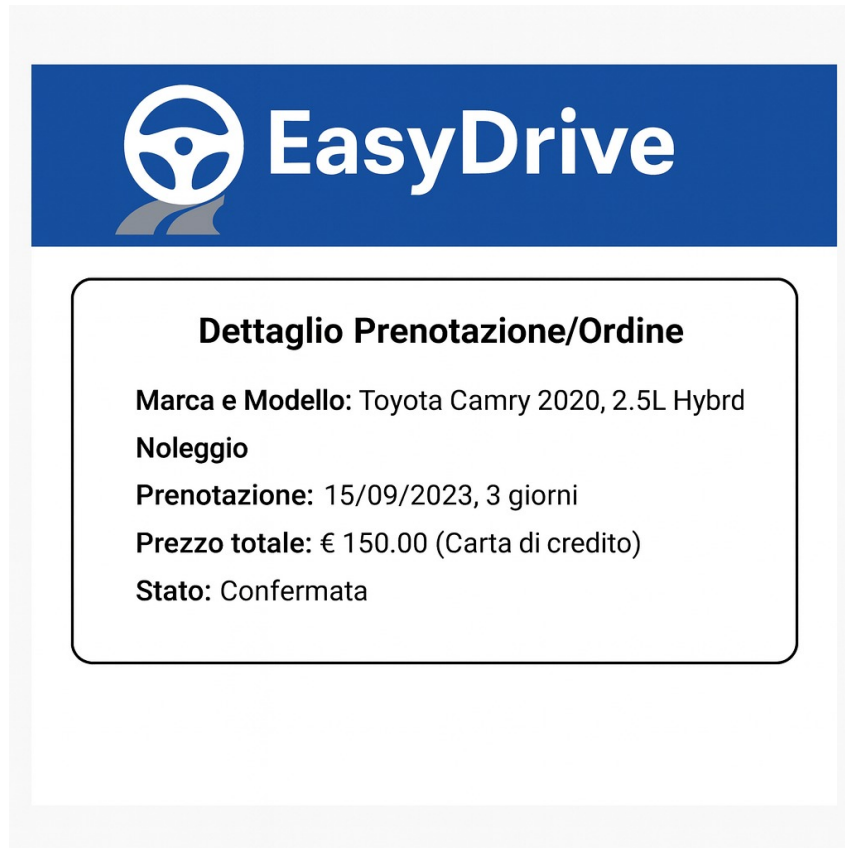 EasyDrive
Dettaglio Prenotazione/Ordine
Marca e Modello: Toyota Camry 2020, 2.5L Hybrd
Noleggio
Prenotazione: 15/09/2023, 3 giorni
Prezzo totale: € 150.00 (Carta di credito)
Stato: Confermata